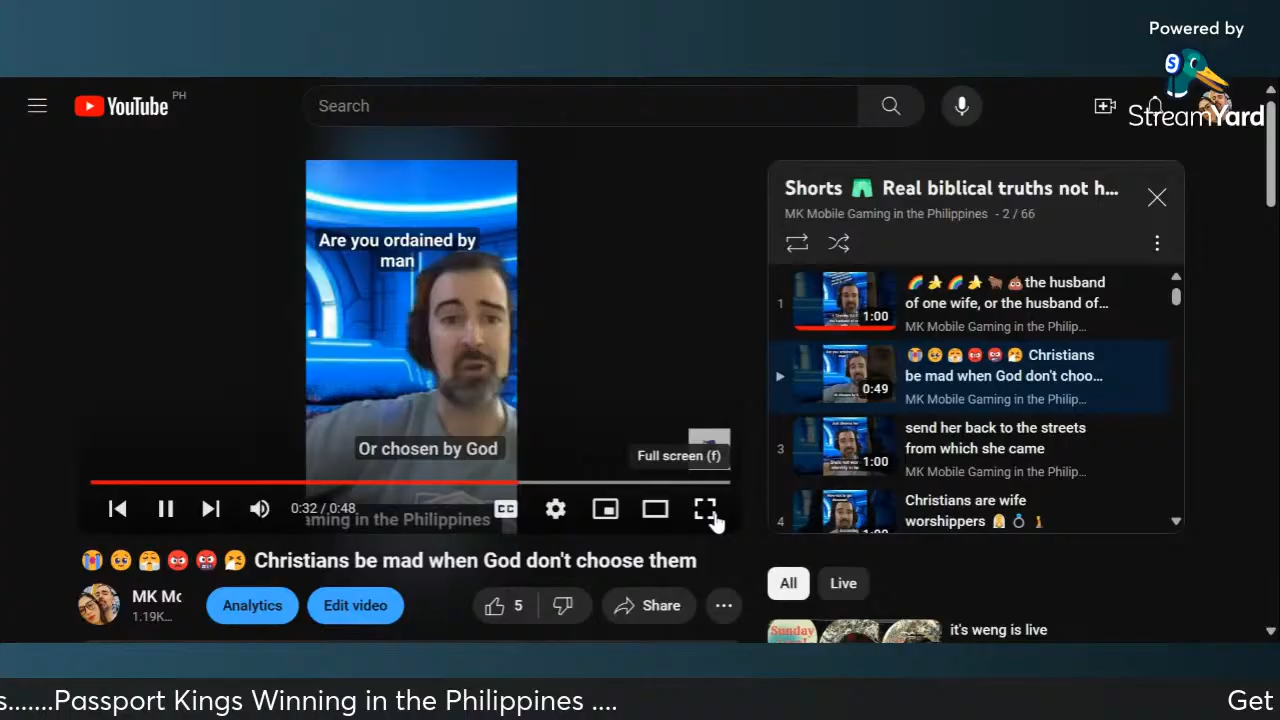 Powered by
StreamYard
YouTube PH
Search
Are you ordained by
man
Or chosen by God
Full screen (f)
0:32 / 0:48
CC
aming in the Philippines
Shorts 🩳 Real biblical truths not h...
MK Mobile Gaming in the Philippines - 2 / 66
1
1:00
🌈🍌🌈🍌🐂💩the husband
of one wife, or the husband of...
MK Mobile Gaming in the Philip...
0:49
😭🥹😤😡👿🤧 Christians
be mad when God don't choo...
MK Mobile Gaming in the Philip...
3
1:00
send her back to the streets
from which she came
MK Mobile Gaming in the Philip...
4
Christians are wife
worshippers 👰💍🧎
😭🥹😤😡👿🤧 Christians be mad when God don't choose them
MK Mo
1.19K...
Analytics
Edit video
5
Share
All
Live
Sunday
it's weng is live
s.......Passport Kings Winning in the Philippines ....
Get